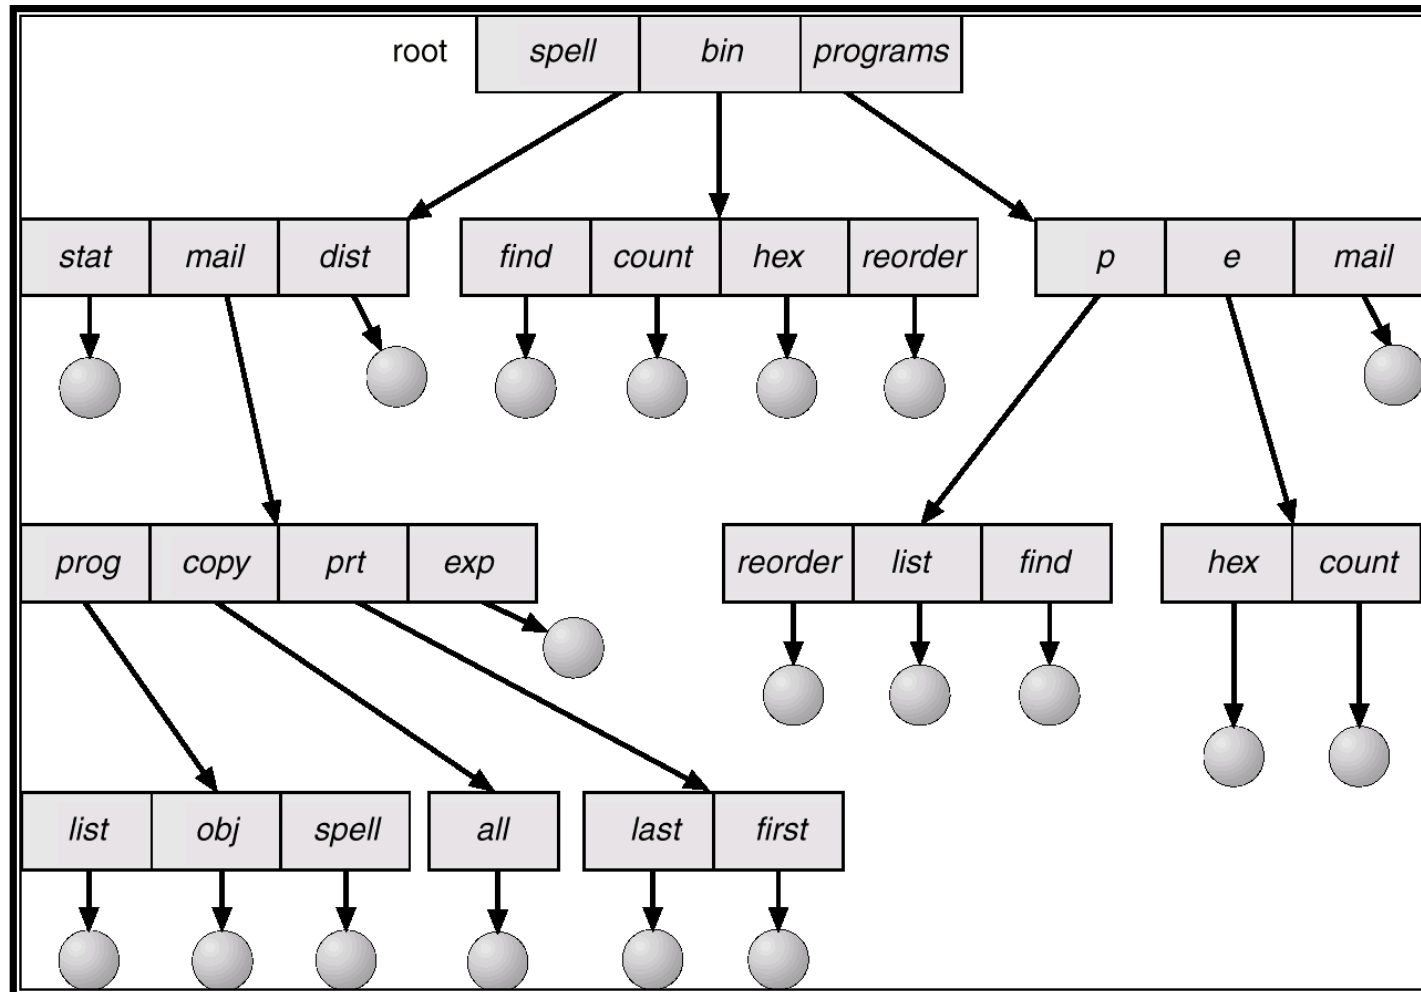 root spell bin programs
stat mail dist find count hex reorder p e mail
prog copy prt exp reorder list find hex count
list obj spell all last first